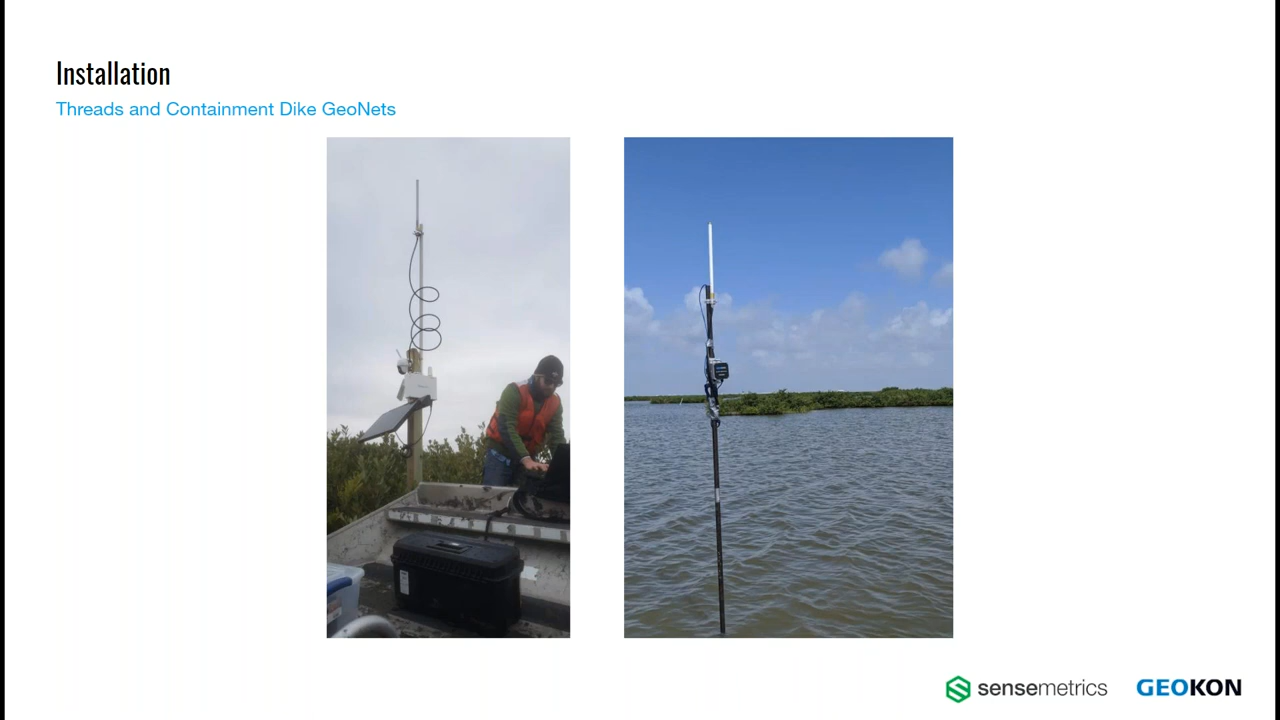 Installation
Threads and Containment Dike GeoNets
sensemetrics
GEOKON